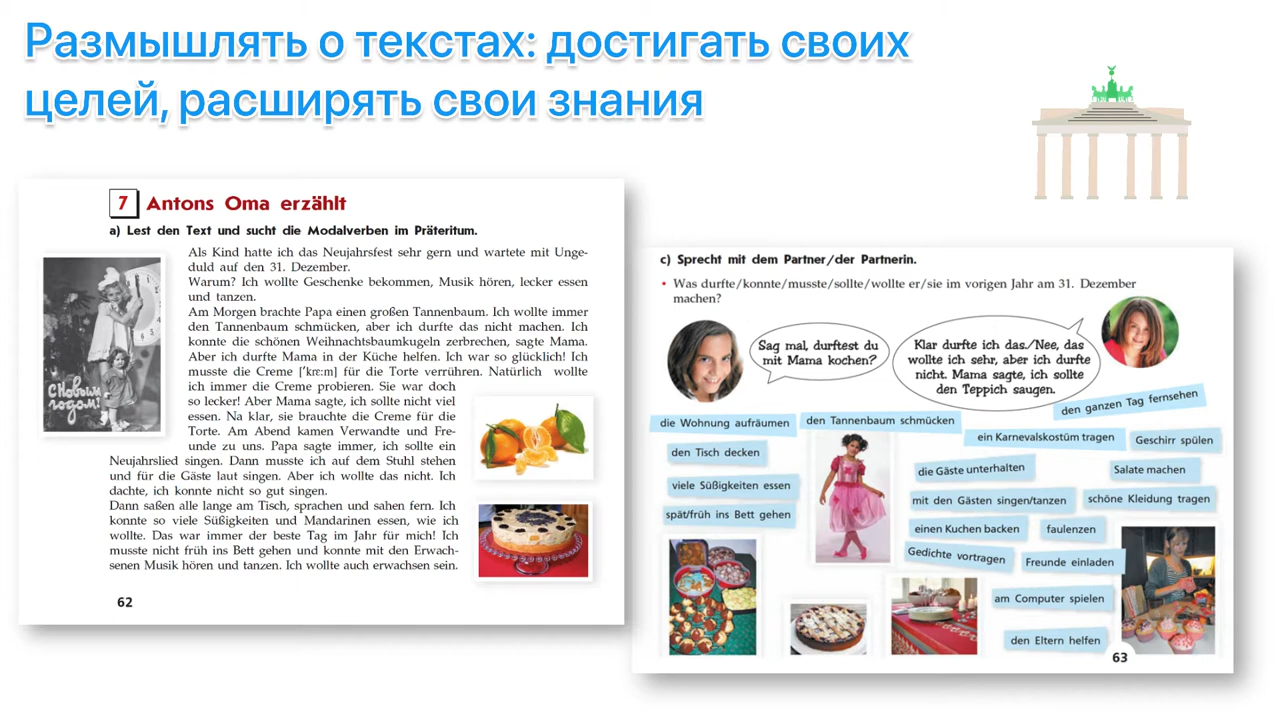 Размышлять о текстах: достигать своих
целей, расширять свои знания
7 Antons Oma erzählt
a) Lest den Text und sucht die Modalverben im Präteritum.
Als Kind hatte ich das Neujahrsfest sehr gern und wartete mit Unge-
duld auf den 31. Dezember.
Warum? Ich wollte Geschenke bekommen, Musik hören, lecker essen
und tanzen.
Am Morgen brachte Papa einen großen Tannenbaum. Ich wollte immer
den Tannenbaum schmücken, aber ich durfte das nicht machen. Ich
konnte die schönen Weihnachtsbaumkugeln zerbrechen, sagte Mama.
Aber ich durfte Mama in der Küche helfen. Ich war so glücklich! Ich
musste die Creme ['krɛ:m] für die Torte verrühren. Natürlich wollte
ich immer die Creme probieren. Sie war doch
so lecker! Aber Mama sagte, ich sollte nicht viel
essen. Na klar, sie brauchte die Creme für die
Torte. Am Abend kamen Verwandte und Fre-
unde zu uns. Papa sagte immer, ich sollte ein
Neujahrslied singen. Dann musste ich auf dem Stuhl stehen
und für die Gäste laut singen. Aber ich wollte das nicht. Ich
dachte, ich konnte nicht so gut singen.
Dann saßen alle lange am Tisch, sprachen und sahen fern. Ich
konnte so viele Süßigkeiten und Mandarinen essen, wie ich
wollte. Das war immer der beste Tag im Jahr für mich! Ich
musste nicht früh ins Bett gehen und konnte mit den Erwach-
senen Musik hören und tanzen. Ich wollte auch erwachsen sein.
С Новым
годом!
62
c) Sprecht mit dem Partner/der Partnerin.
• Was durfte/konnte/musste/sollte/wollte er/sie im vorigen Jahr am 31. Dezember
machen?
Sag mal, durftest du
mit Mama kochen?
Klar durfte ich das./Nee, das
wollte ich sehr, aber ich durfte
nicht. Mama sagte, ich sollte
den Teppich saugen.
den ganzen Tag fernsehen
die Wohnung aufräumen
den Tannenbaum schmücken
ein Karnevalskostüm tragen
Geschirr spülen
den Tisch decken
die Gäste unterhalten
Salate machen
viele Süßigkeiten essen
mit den Gästen singen/tanzen
schöne Kleidung tragen
spät/früh ins Bett gehen
einen Kuchen backen
faulenzen
Gedichte vortragen
Freunde einladen
am Computer spielen
den Eltern helfen
63